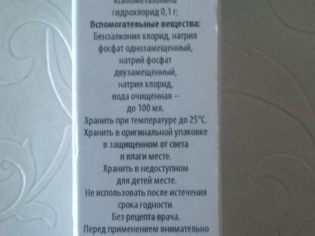 ксилометазолина
гидрохлорид 0,1 г;
Вспомогательные вещества:
Бензалкония хлорид, натрия
фосфат однозамещенный,
натрий фосфат
двузамещенный,
натрия хлорид,
вода очищенная –
до 100 мл.
Хранить при температуре до 25°С.
Хранить в оригинальной упаковке
в защищенном от света
и влаги месте.
Хранить в недоступном
для детей месте.
Не использовать после истечения
срока годности.
Без рецепта врача.
Перед применением внимательно